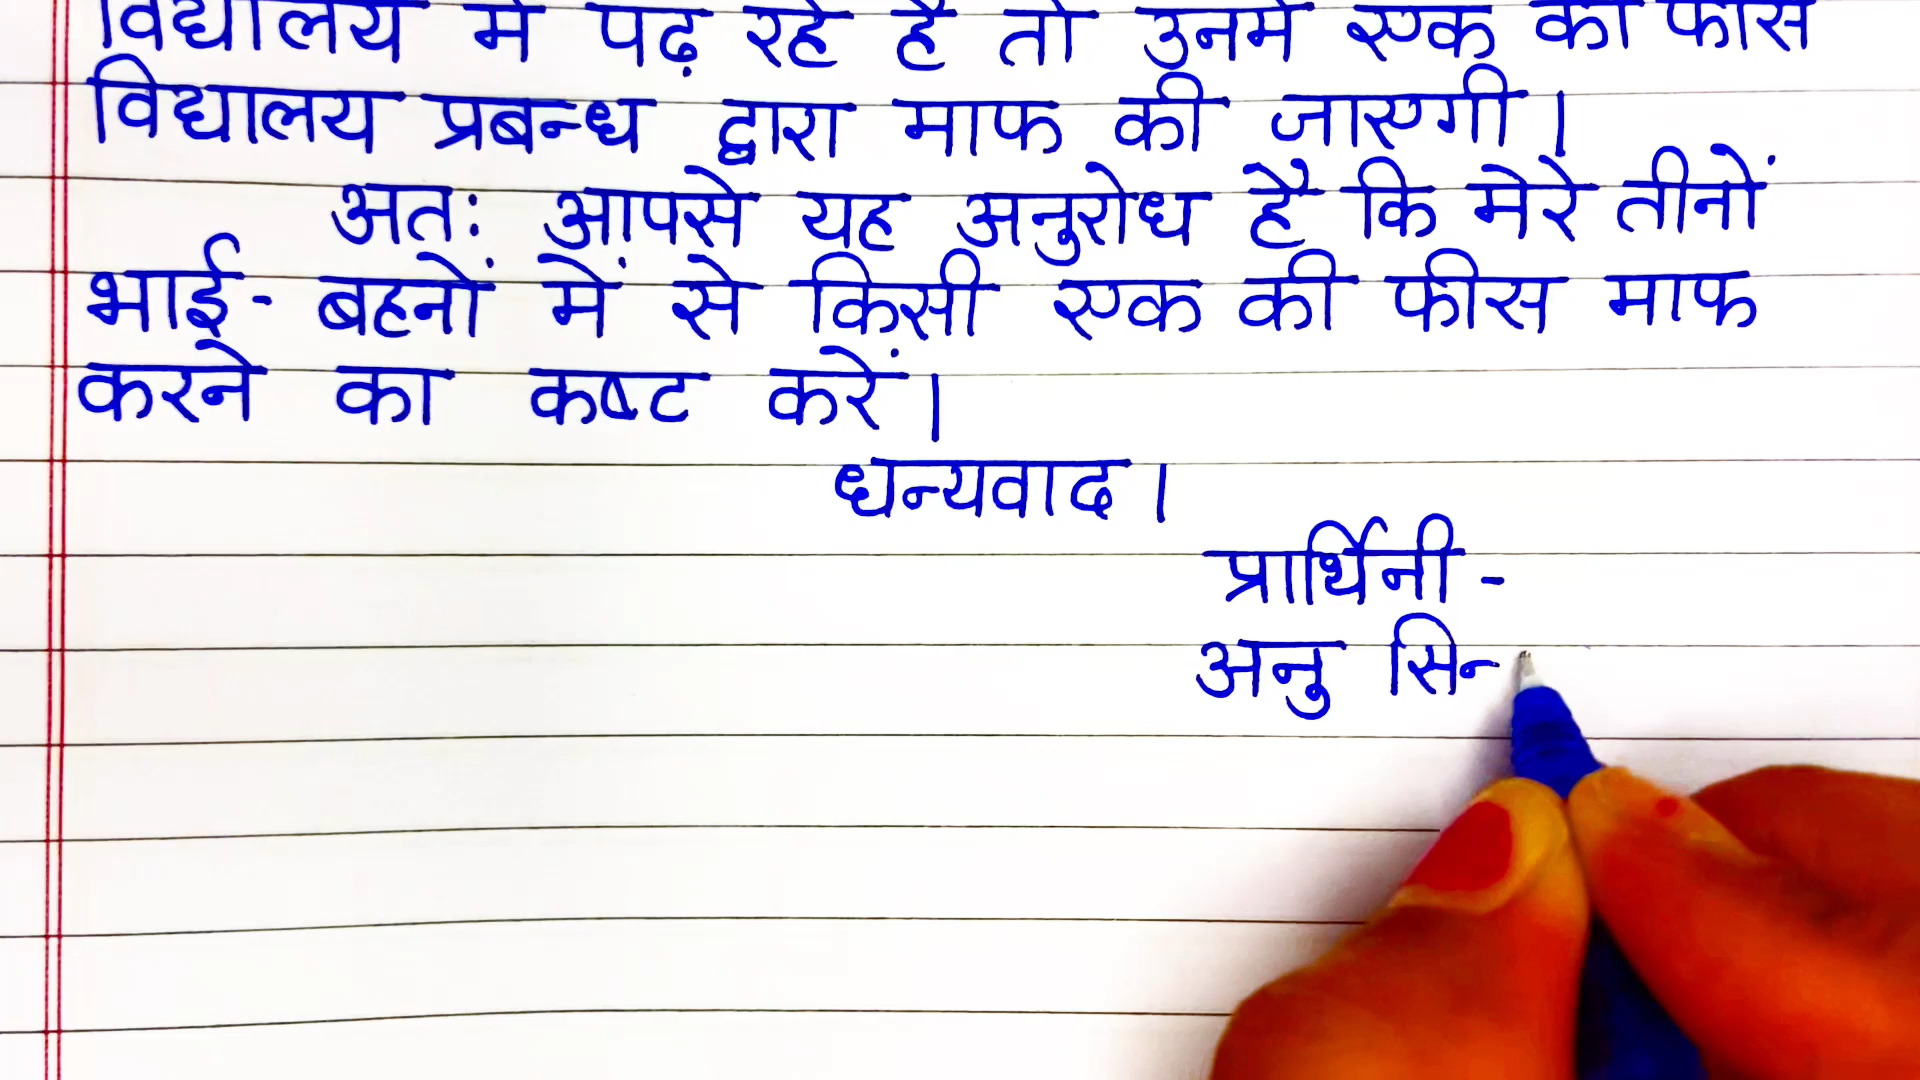 विद्यालय में पढ़ रहे हैं तो उनमें एक की फीस
विद्यालय प्रबन्ध द्वारा माफ की जाएगी।
अतः आपसे यह अनुरोध है कि मेरे तीनों
भाई - बहनों में से किसी एक की फीस माफ
करने का कष्ट करें।
धन्यवाद।
प्रार्थिनी -
अनु सिन्